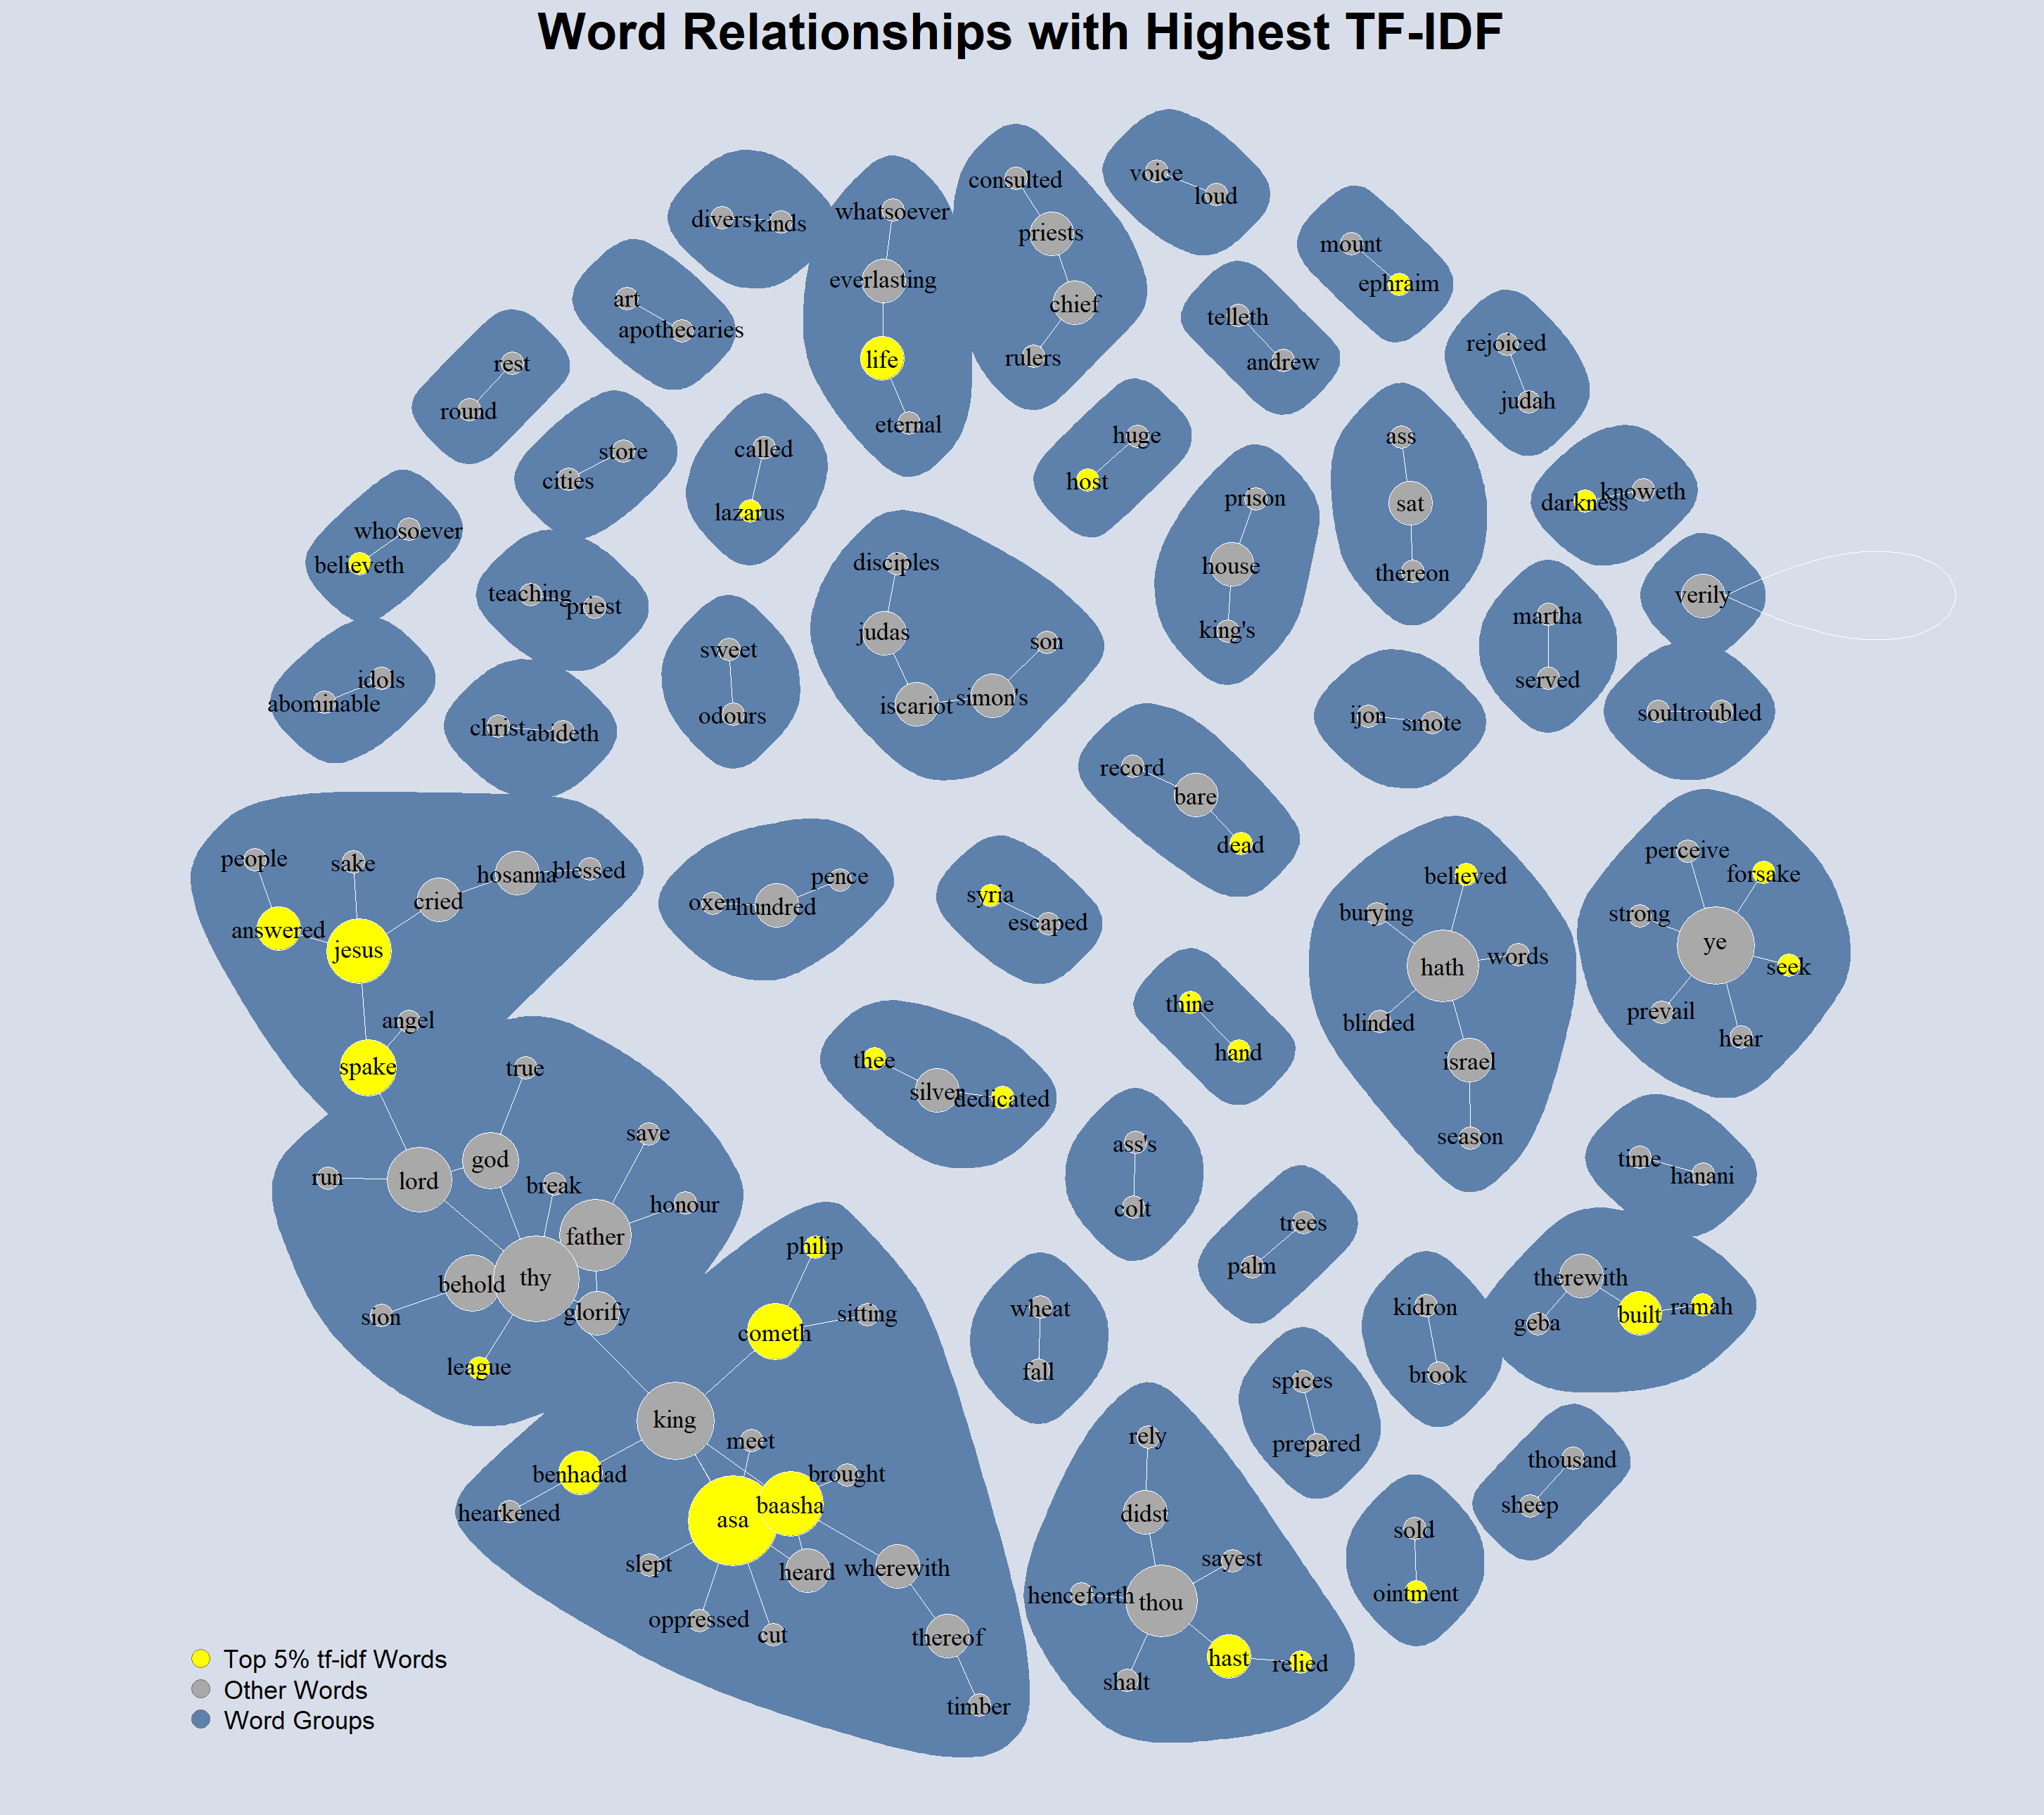 Word Relationships with Highest TF-IDF
voice
loud
consulted
priests
chief
rulers
divers
kinds
whatsoever
everlasting
life
eternal
mount
ephraim
art
apothecaries
telleth
andrew
rejoiced
judah
rest
round
store
cities
called
lazarus
huge
host
ass
sat
thereon
prison
house
king's
darkness
knoweth
whosoever
believeth
teaching
priest
disciples
judas
iscariot
simon's
son
verily
martha
served
sweet
odours
idols
abominable
christ
abideth
ijon
smote
soul
troubled
record
bare
dead
people
sake
hosanna
blessed
cried
answered
jesus
angel
spake
oxen
hundred
pence
syria
escaped
believed
burying
hath
words
blinded
israel
season
perceive
forsake
strong
ye
seek
prevail
hear
thine
hand
thee
silver
dedicated
true
save
god
run
lord
break
honour
father
behold
thy
glorify
sion
league
ass's
colt
time
hanani
trees
palm
philip
sitting
cometh
wheat
fall
kidron
brook
therewith
geba
built
ramah
spices
prepared
king
meet
benhadad
hearkened
brought
baasha
asa
slept
heard
wherewith
oppressed
cut
thereof
timber
rely
didst
sayest
henceforth
thou
hast
relied
shalt
thousand
sheep
sold
ointment
Top 5% tf-idf Words
Other Words
Word Groups